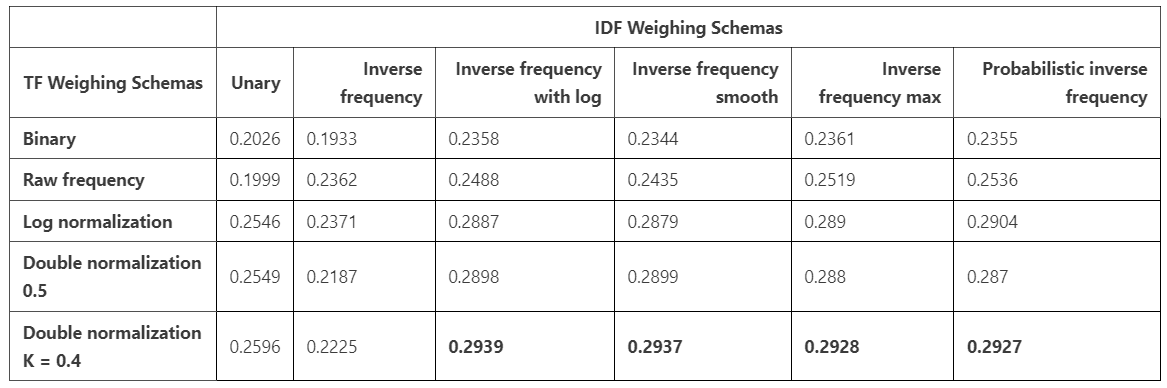 IDF Weighing Schemas
TF Weighing Schemas Unary Inverse frequency Inverse frequency with log Inverse frequency smooth Inverse frequency max Probabilistic inverse frequency
Binary 0.2026 0.1933 0.2358 0.2344 0.2361 0.2355
Raw frequency 0.1999 0.2362 0.2488 0.2435 0.2519 0.2536
Log normalization 0.2546 0.2371 0.2887 0.2879 0.289 0.2904
Double normalization 0.5 0.2549 0.2187 0.2898 0.2899 0.288 0.287
Double normalization K = 0.4 0.2596 0.2225 0.2939 0.2937 0.2928 0.2927